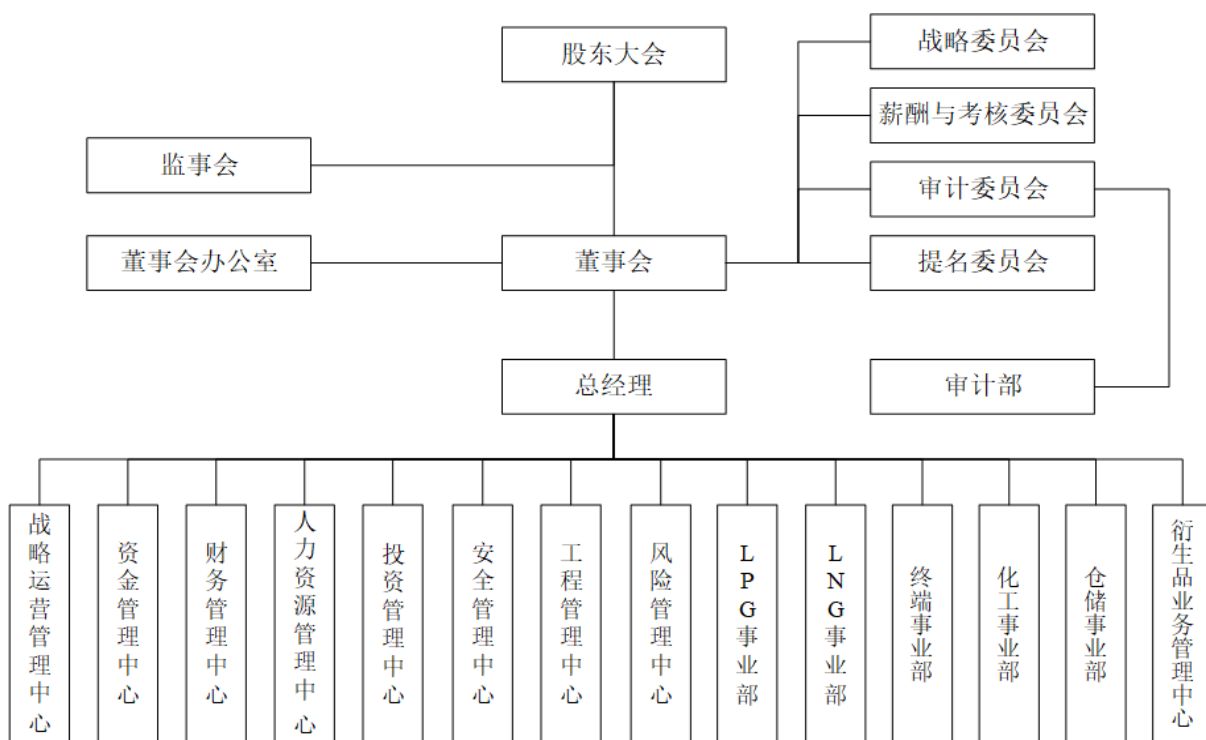 股东大会
战略委员会
薪酬与考核委员会
监事会
审计委员会
董事会办公室
董事会
提名委员会
总经理
审计部
战略运营管理中心
资金管理中心
财务管理中心
人力资源管理中心
投资管理中心
安全管理中心
工程管理中心
风险管理中心
LPG事业部
LNG事业部
终端事业部
化工事业部
仓储事业部
衍生品业务管理中心